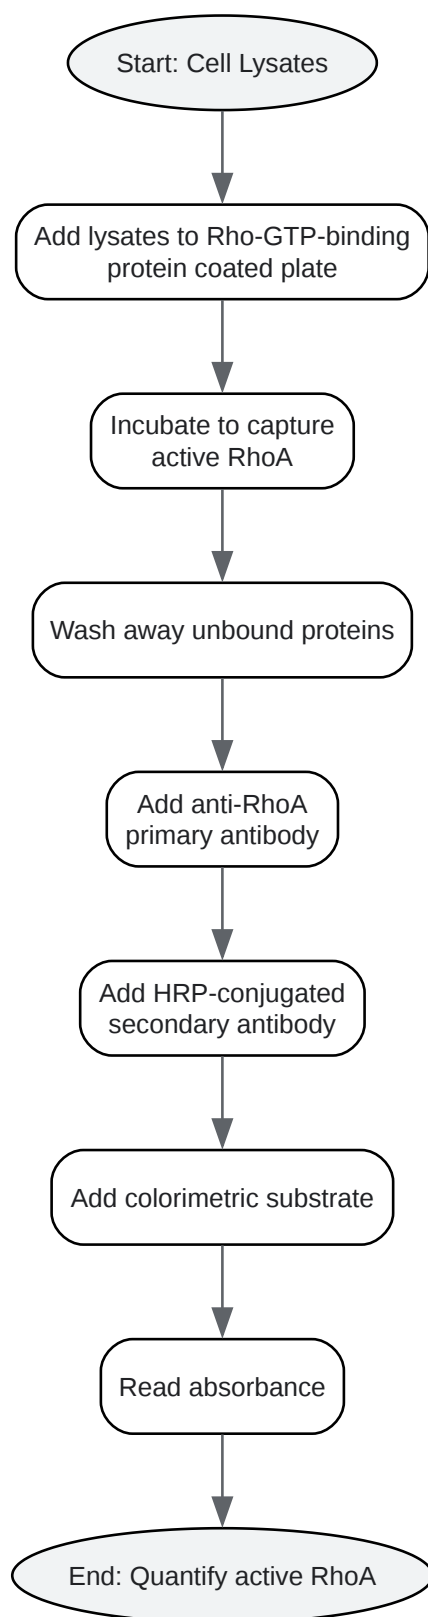 Start: Cell Lysates
Add lysates to Rho-GTP-binding
protein coated plate
Incubate to capture
active RhoA
Wash away unbound proteins
Add anti-RhoA
primary antibody
Add HRP-conjugated
secondary antibody
Add colorimetric substrate
Read absorbance
End: Quantify active RhoA